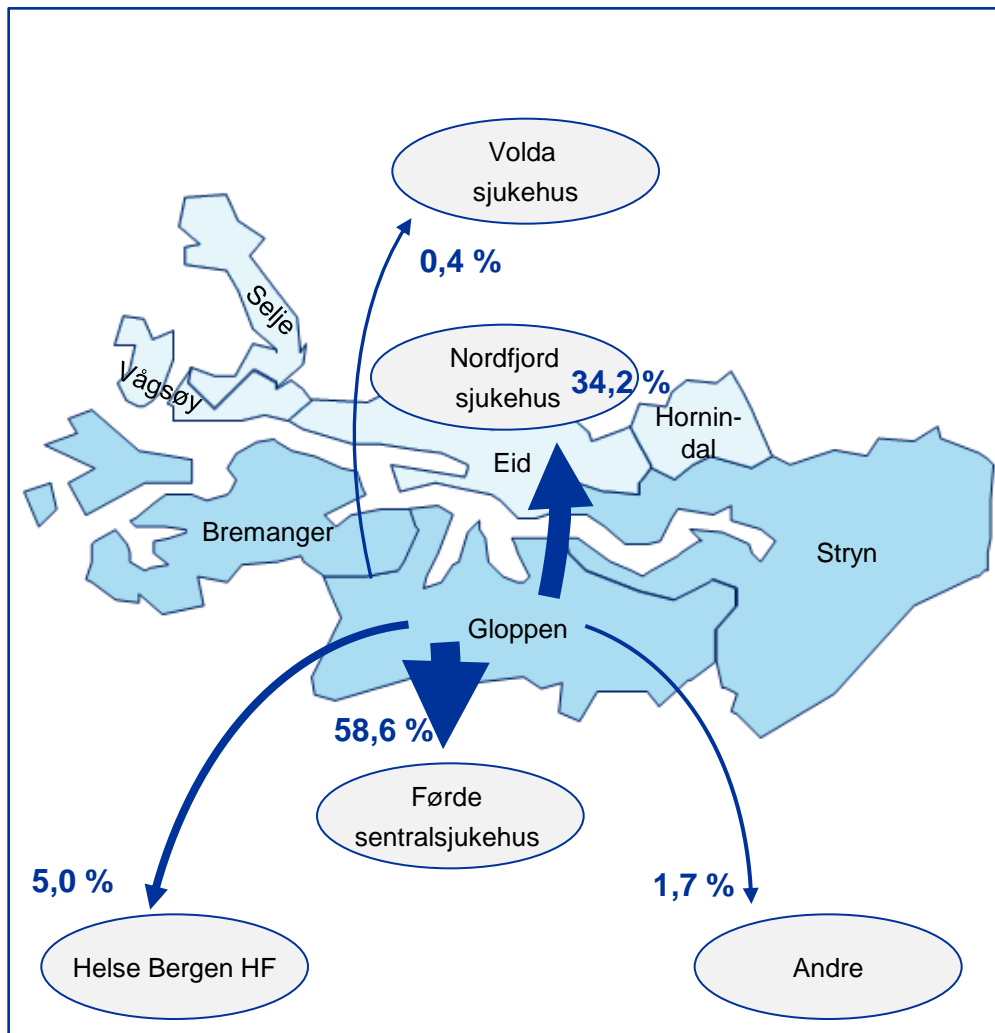 Volda
sjukehus
0,4 %
Selje
Vågsøy
Nordfjord
sjukehus
34,2 %
Hornin-
dal
Eid
Bremanger
Stryn
Gloppen
58,6 %
Førde
sentralsjukehus
5,0 %
1,7 %
Helse Bergen HF
Andre